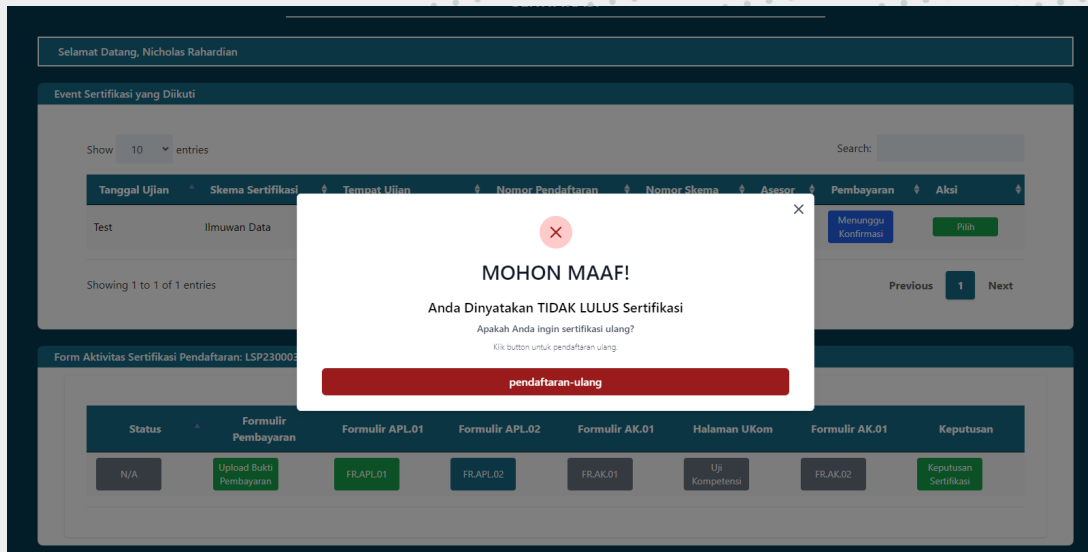 Selamat Datang, Nicholas Rahardian
Event Sertifikasi yang Diikuti
Show 10 entries Search:
Tanggal Ujian Skema Sertifikasi Tempat Ujian Nomor Pendaftaran Nomor Skema Asesor Pembayaran Aksi
Test Ilmuwan Data Menunggu Konfirmasi Pilih
Showing 1 to 1 of 1 entries Previous 1 Next
MOHON MAAF!
Anda Dinyatakan TIDAK LULUS Sertifikasi
Apakah Anda ingin sertifikasi ulang?
Klik button untuk pendaftaran ulang.
pendaftaran-ulang
Form Aktivitas Sertifikasi Pendaftaran: LSP230003
Status Formulir Pembayaran Formulir APL.01 Formulir APL.02 Formulir AK.01 Halaman UKom Formulir AK.01 Keputusan
N/A Upload Bukti Pembayaran FR.APL.01 FR.APL.02 FR.AK.01 Uji Kompetensi FR.AK.02 Keputusan Sertifikasi